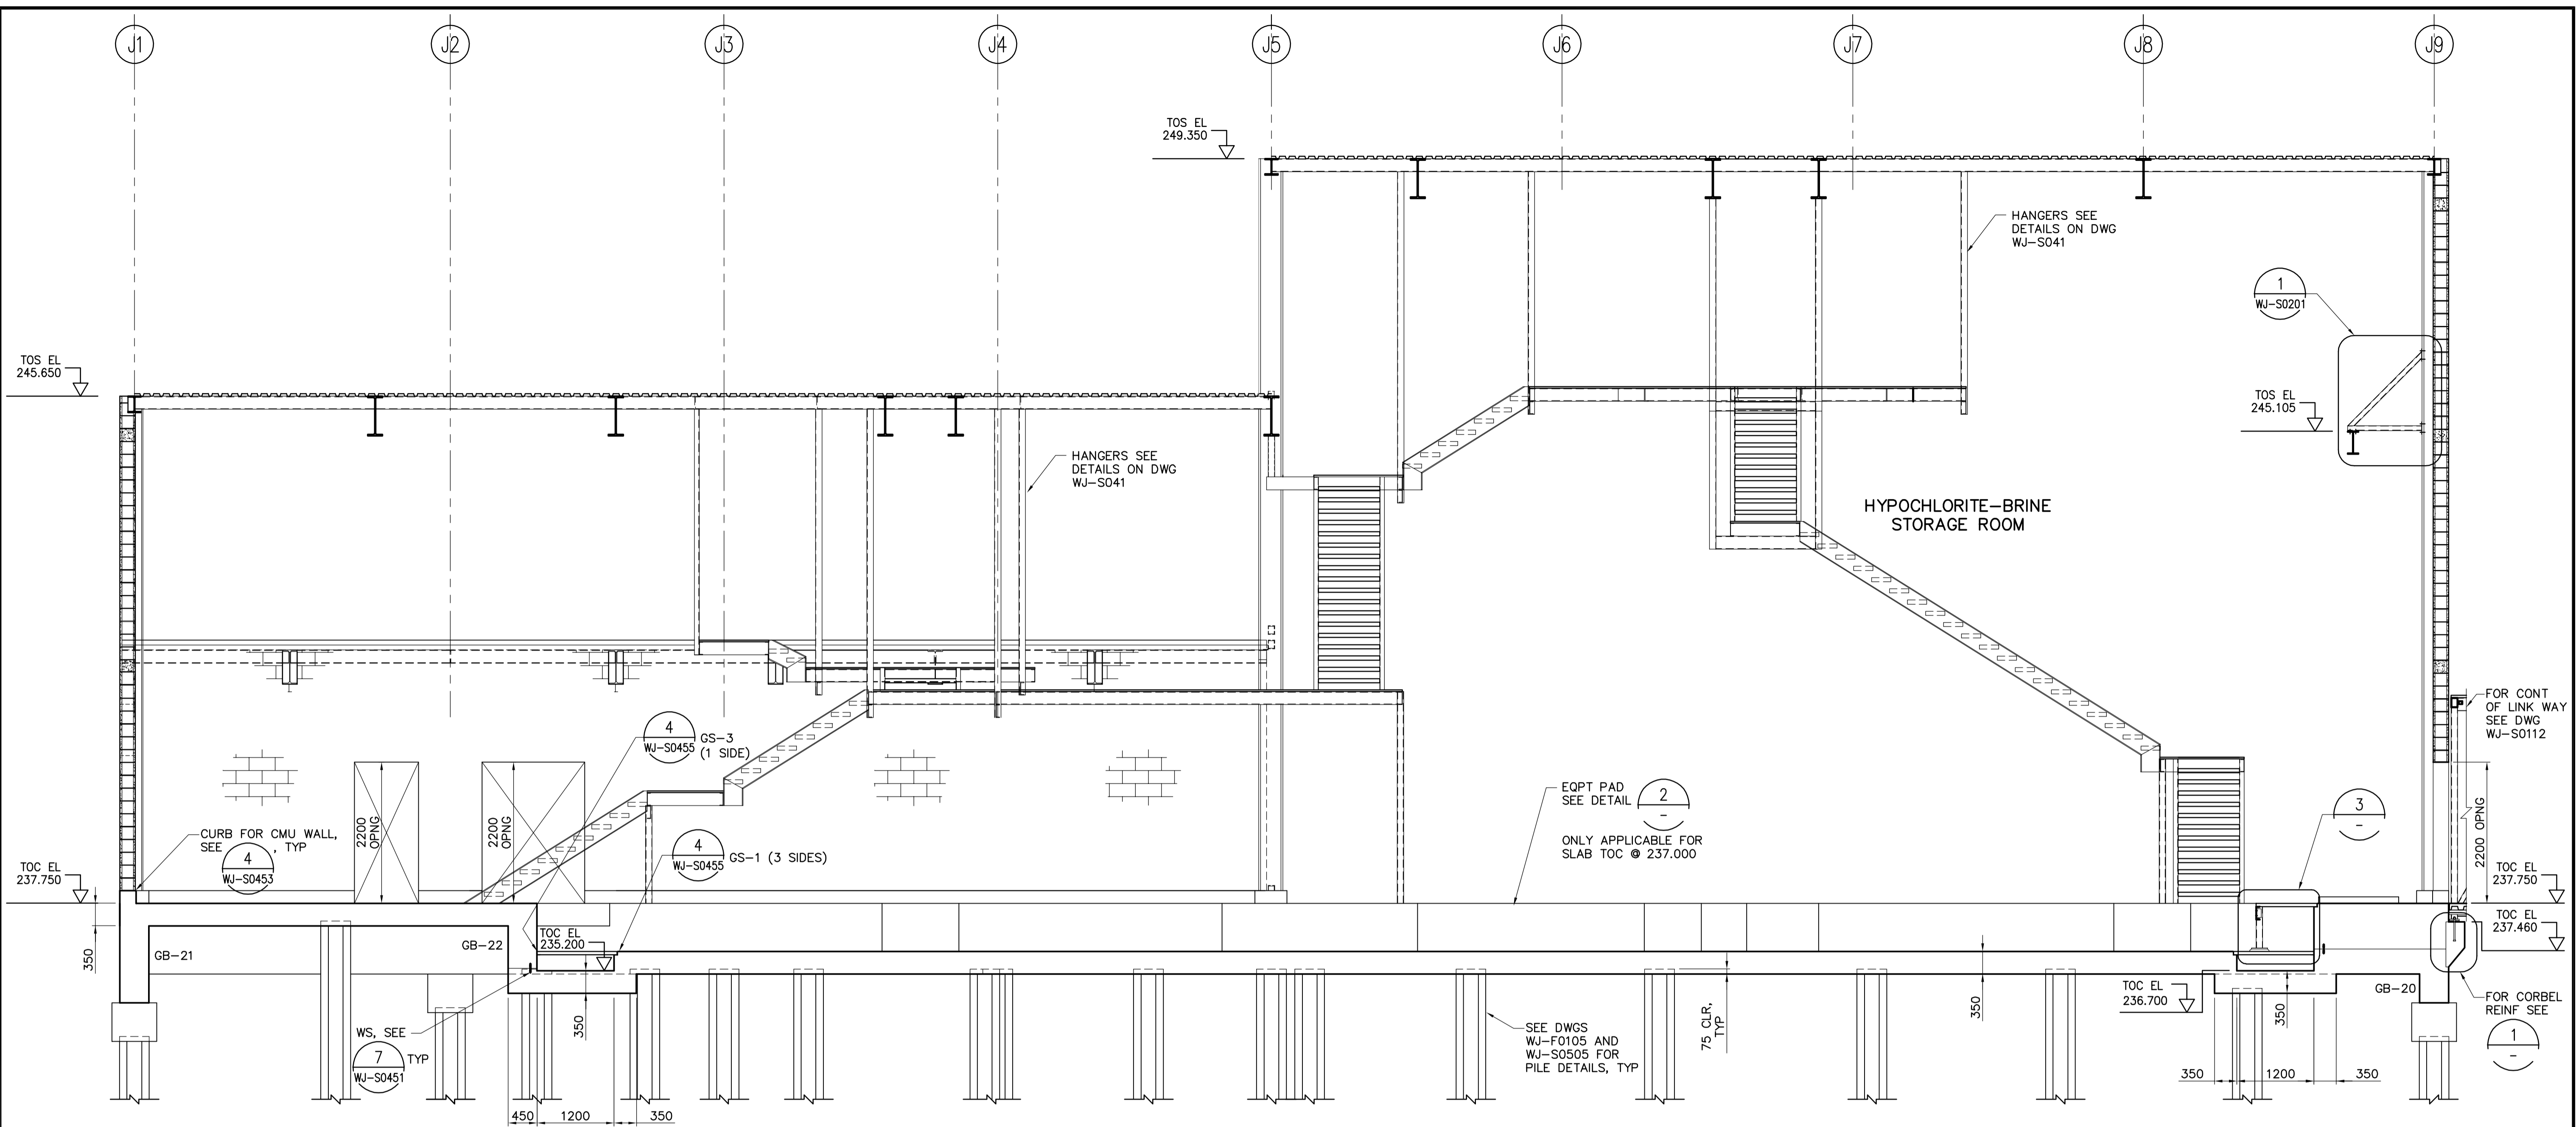 J1
J2
J3
J4
J5
J6
J7
J8
J9
TOS EL
249.350
HANGERS SEE
DETAILS ON DWG
WJ-S041
1
WJ-S0201
TOS EL
245.650
TOS EL
245.105
HANGERS SEE
DETAILS ON DWG
WJ-S041
HYPOCHLORITE-BRINE
STORAGE ROOM
FOR CONT
OF LINK WAY
SEE DWG
WJ-S0112
4
WJ-S0455
GS-3
(1 SIDE)
EQPT PAD
SEE DETAIL
2
-
ONLY APPLICABLE FOR
SLAB TOC @ 237.000
3
-
2200 OPNG
2200
OPNG
2200
OPNG
CURB FOR CMU WALL,
SEE
4
WJ-S0453
, TYP
4
WJ-S0455
GS-1 (3 SIDES)
TOC EL
237.750
TOC EL
237.750
TOC EL
237.460
350
GB-21
GB-22
TOC EL
235.200
350
WS, SEE
7
WJ-S0451
TYP
450
1200
350
SEE DWGS
WJ-F0105 AND
WJ-S0505 FOR
PILE DETAILS, TYP
75 CLR,
TYP
350
TOC EL
236.700
350
GB-20
FOR CORBEL
REINF SEE
1
-
350
1200
350